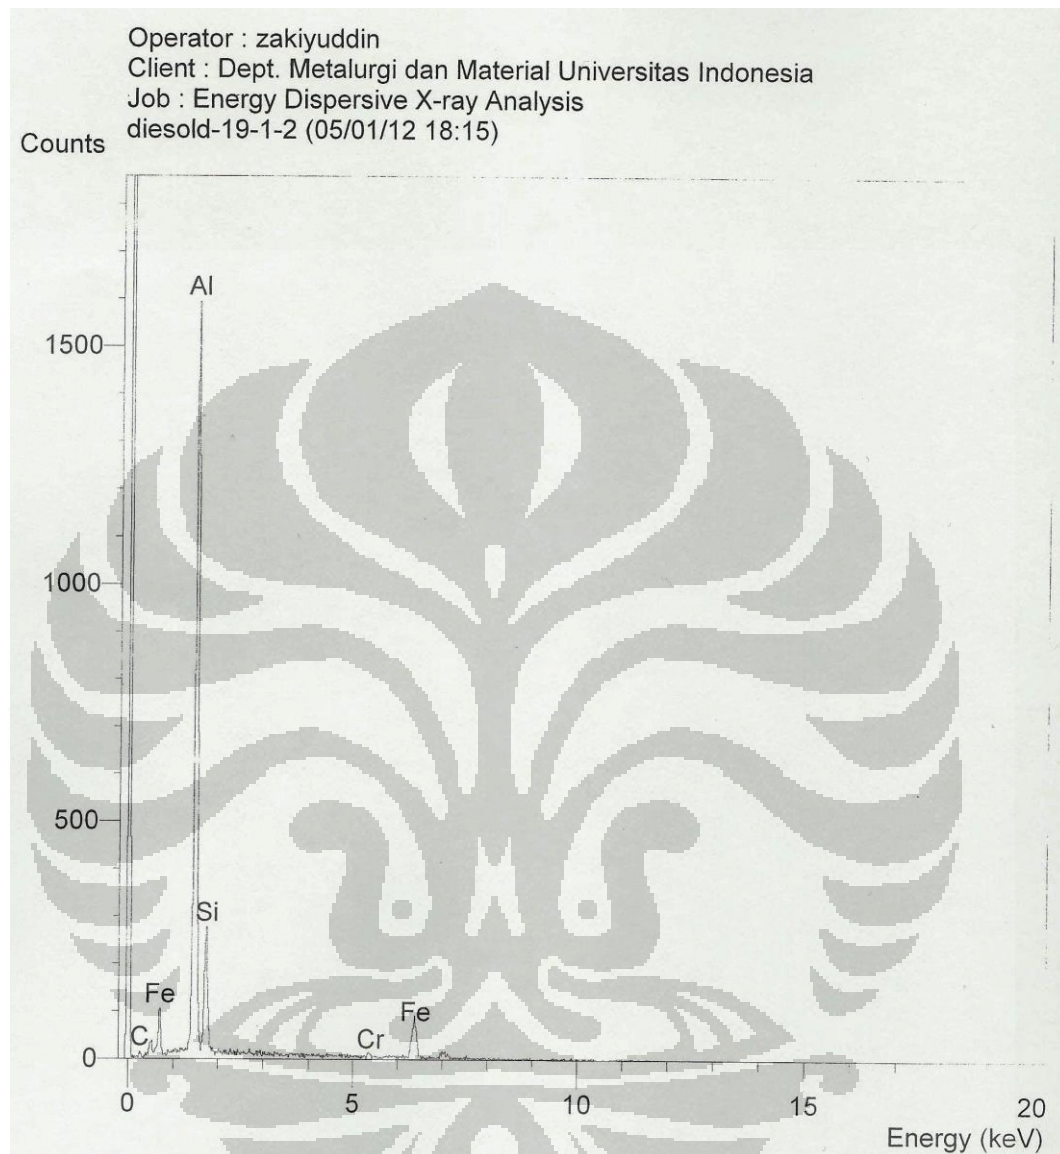 Operator : zakiyuddin
Client : Dept. Metalurgi dan Material Universitas Indonesia
Job : Energy Dispersive X-ray Analysis
diesold-19-1-2 (05/01/12 18:15)
Counts
Al
1500
1000
500
Si
Fe
C
Cr
Fe
0
0 5 10 15 20
Energy (keV)